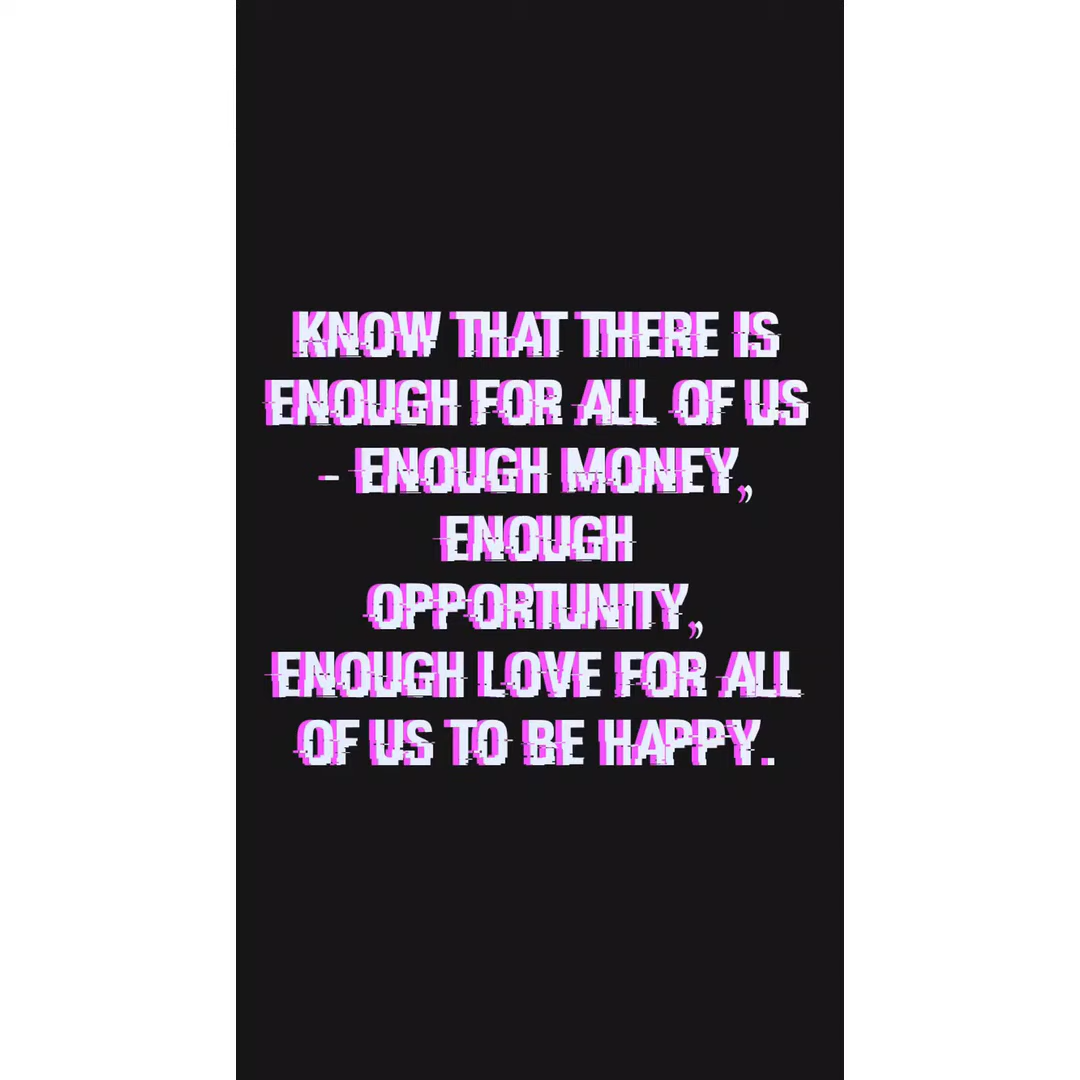 KNOW THAT THERE IS
ENOUGH FOR ALL OF US
- ENOUGH MONEY,
ENOUGH
OPPORTUNITY,
ENOUGH LOVE FOR ALL
OF US TO BE HAPPY.